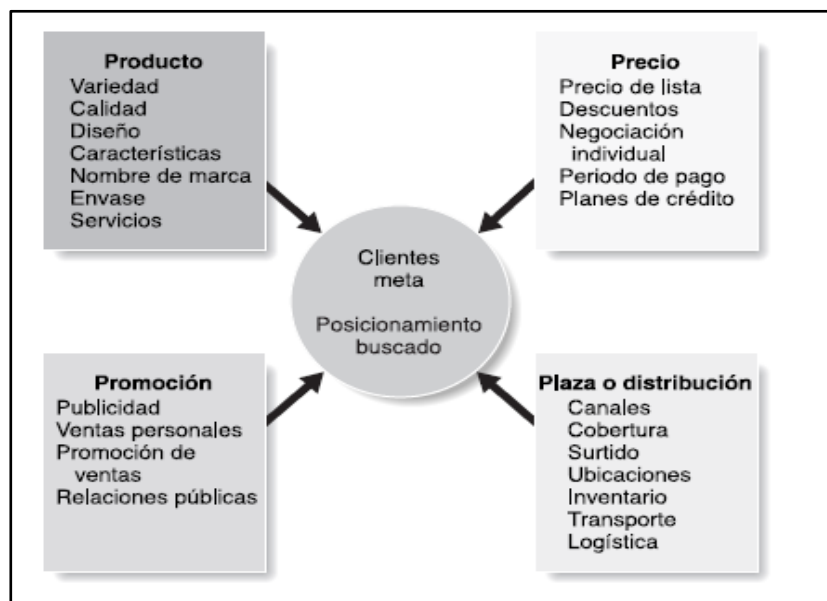 Producto
Variedad
Calidad
Diseño
Características
Nombre de marca
Envase
Servicios
Precio
Precio de lista
Descuentos
Negociación
individual
Periodo de pago
Planes de crédito
Clientes
meta
Posicionamiento
buscado
Promoción
Publicidad
Ventas personales
Promoción de
ventas
Relaciones públicas
Plaza o distribución
Canales
Cobertura
Surtido
Ubicaciones
Inventario
Transporte
Logística